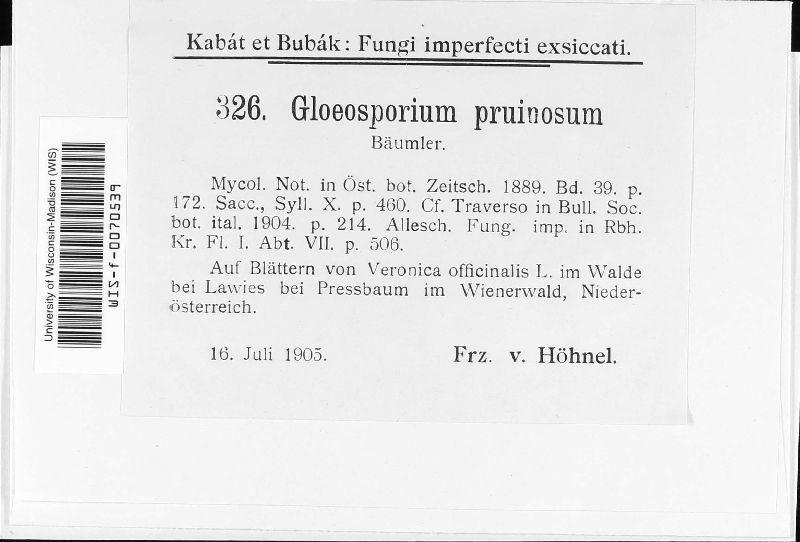 Kabát et Bubák: Fungi imperfecti exsiccati.
326. Gloeosporium pruinosum
Bäumler.
Mycol. Not. in Öst. bot. Zeitsch. 1889. Bd. 39. p.
172. Sacc., Syll. X. p. 460. Cf. Traverso in Bull. Soc.
bot. ital. 1904. p. 214. Allesch. Fung. imp. in Rbh.
Kr. Fl. I. Abt. VII. p. 506.
Auf Blättern von Veronica officinalis L. im Walde
bei Lawies bei Pressbaum im Wienerwald, Nieder-
österreich.
16. Juli 1905. Frz. v. Höhnel.
University of Wisconsin-Madison (WIS)
WIS-f-0070539